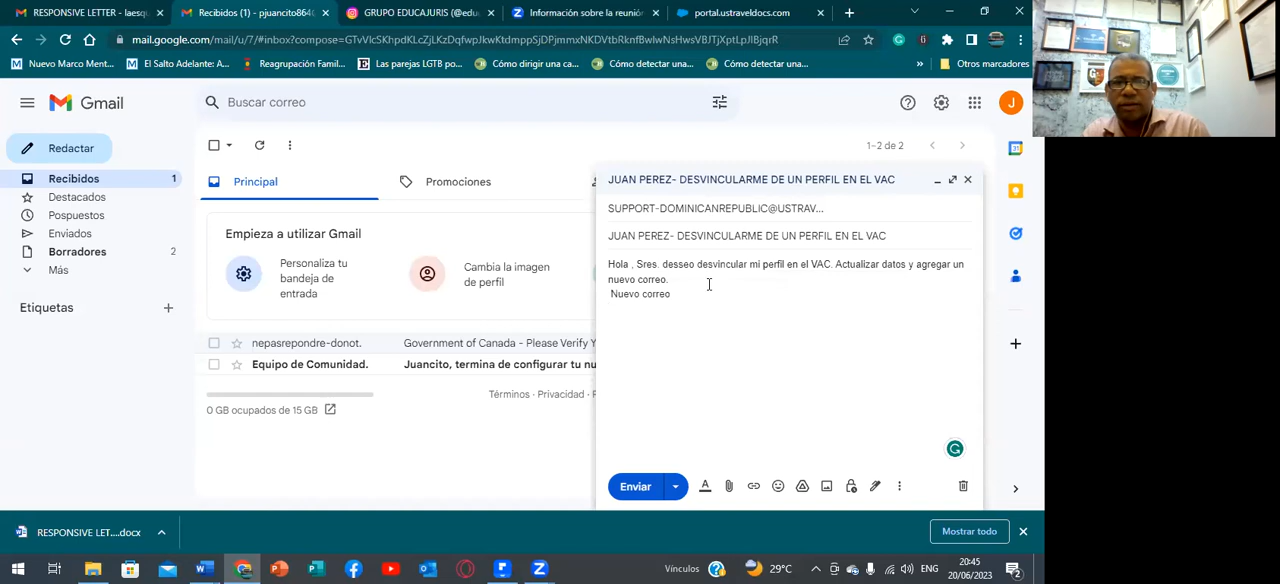 RESPONSIVE LETTER - laesqu
Recibidos (1) - pjuancito8640
GRUPO EDUCAJURIS (@edu
Información sobre la reunión
portal.ustraveldocs.com
mail.google.com/mail/u/7/#inbox?compose=
Nuevo Marco Ment...
El Salto Adelante: A...
Reagrupación Famil...
Las parejas LGTB po...
Cómo dirigir una ca...
Cómo detectar una...
Cómo detectar una...
Otros marcadores
Gmail
Buscar correo
J
Redactar
1–2 de 2
Recibidos 1
Destacados
Pospuestos
Enviados
Borradores 2
Más
Etiquetas
Principal
Promociones
Empieza a utilizar Gmail
Personaliza tu
bandeja de
entrada
Cambia la imagen
de perfil
nepasrepondre-donot. Government of Canada - Please Verify Y
Equipo de Comunidad. Juancito, termina de configurar tu nu
Términos · Privacidad ·
0 GB ocupados de 15 GB
JUAN PEREZ- DESVINCULARME DE UN PERFIL EN EL VAC
SUPPORT-DOMINICANREPUBLIC@USTRAV...
JUAN PEREZ- DESVINCULARME DE UN PERFIL EN EL VAC
Hola , Sres. desseo desvincular mi perfil en el VAC. Actualizar datos y agregar un
nuevo correo.
Nuevo correo
Enviar
RESPONSIVE LET....docx
Mostrar todo
Vínculos
29°C
ENG
20:45
20/06/2023
2